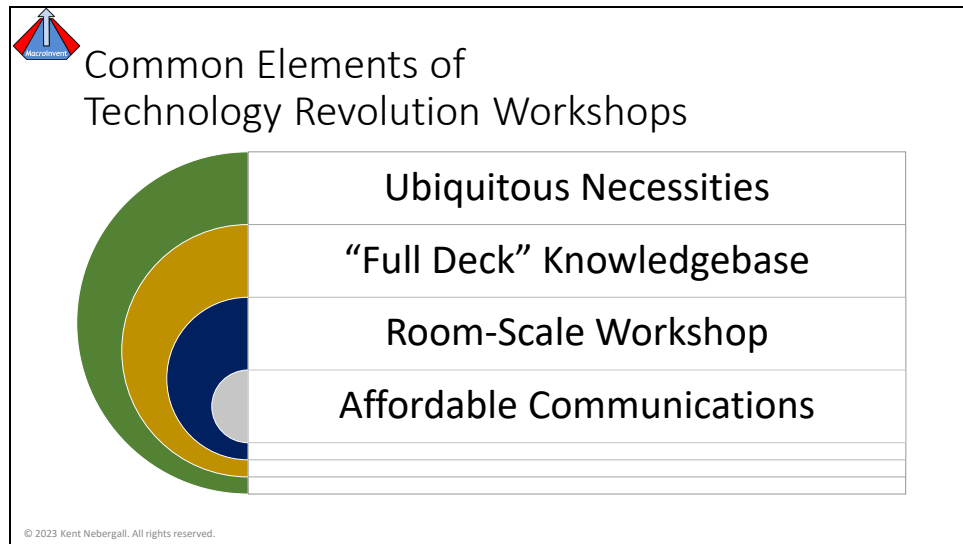 MacroInvent
Common Elements of
Technology Revolution Workshops
Ubiquitous Necessities
“Full Deck” Knowledgebase
Room-Scale Workshop
Affordable Communications
© 2023 Kent Nebergall. All rights reserved.